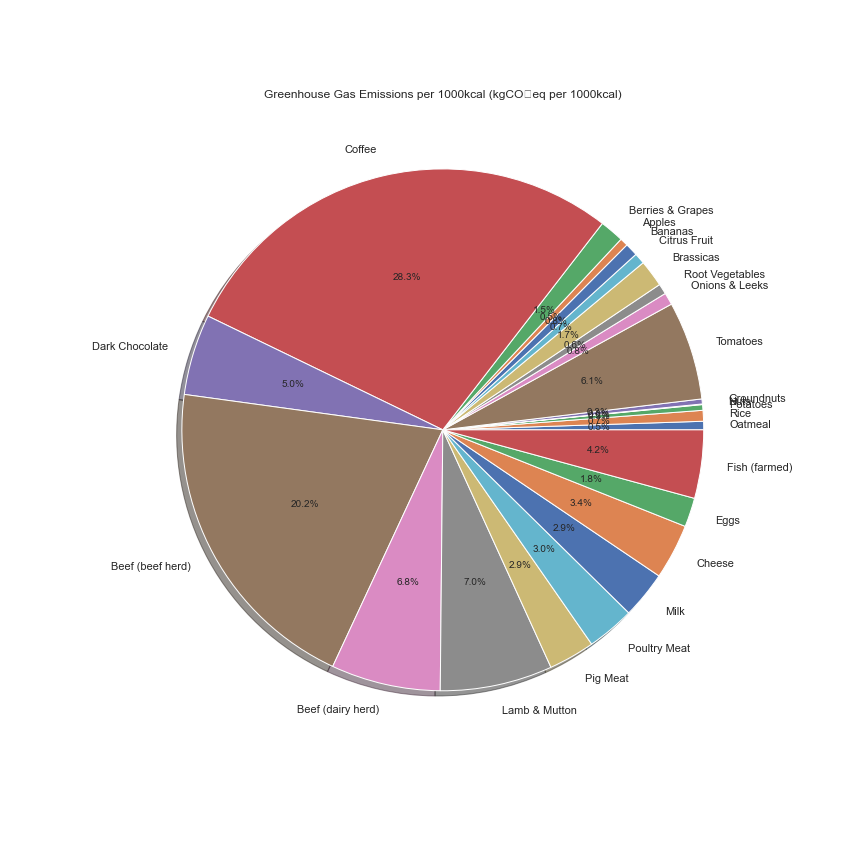 Greenhouse Gas Emissions per 1000kcal (kgCO▯eq per 1000kcal)
Coffee
Berries & Grapes
Apples
Bananas
Citrus Fruit
Brassicas
Root Vegetables
Onions & Leeks
28.3%
1.5%
1.7%
0.8%
Dark Chocolate
Tomatoes
5.0%
6.1%
Groundnuts
Potatoes
Rice
Oatmeal
0.7%
0.5%
4.2%
Fish (farmed)
1.8%
20.2%
3.4%
Eggs
2.9%
3.0%
Cheese
Beef (beef herd)
2.9%
6.8%
7.0%
Milk
Poultry Meat
Pig Meat
Beef (dairy herd)
Lamb & Mutton